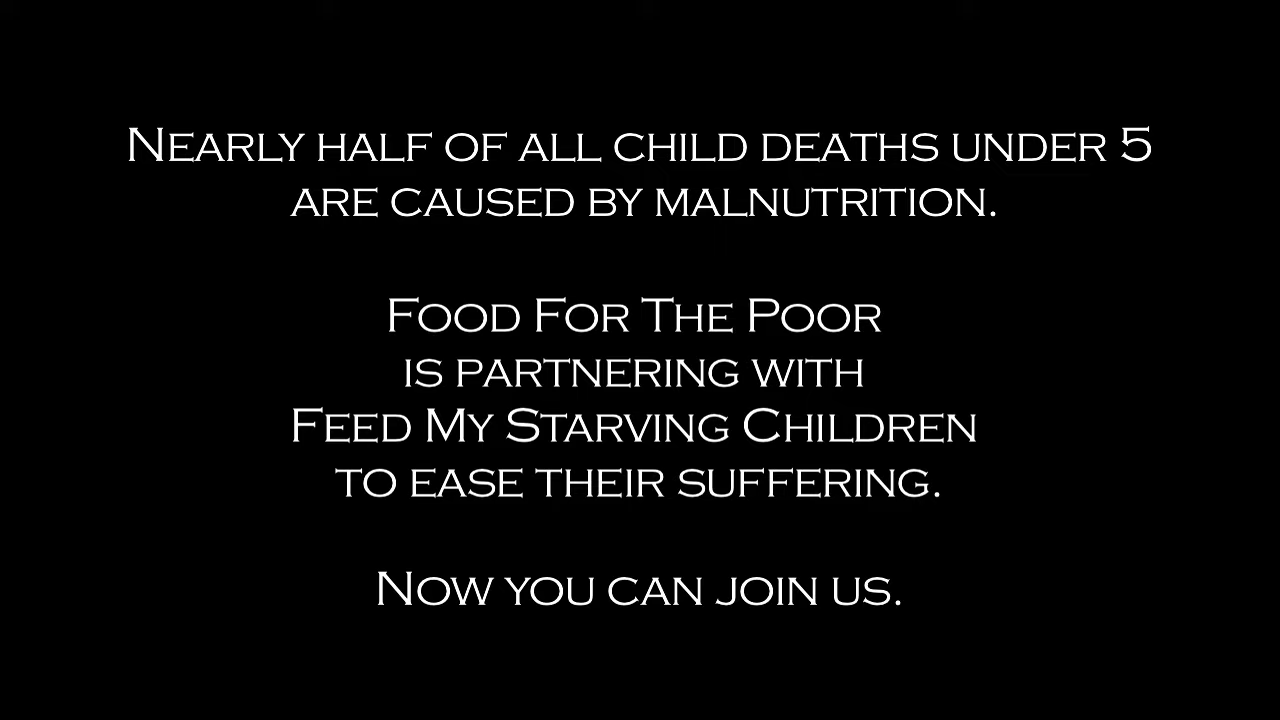 Nearly half of all child deaths under 5
are caused by malnutrition.
Food For The Poor
is partnering with
Feed My Starving Children
to ease their suffering.
Now you can join us.